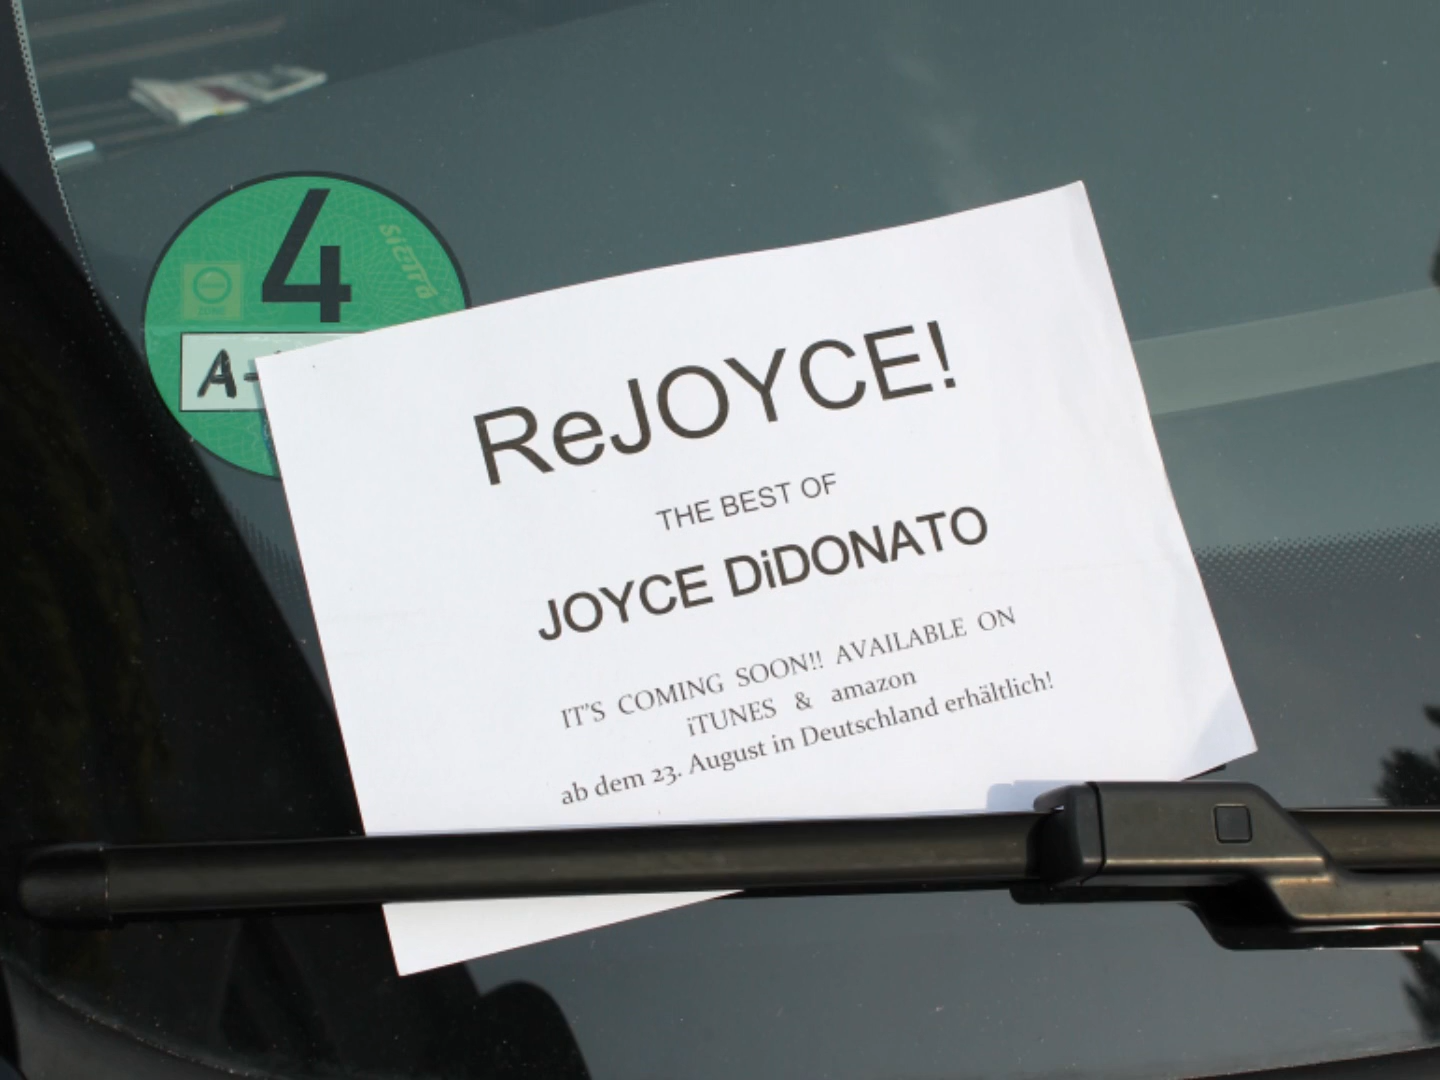 4
A-
ReJOYCE!
THE BEST OF
JOYCE DiDONATO
IT'S COMING SOON!! AVAILABLE ON
iTUNES & amazon
ab dem 23. August in Deutschland erhältlich!